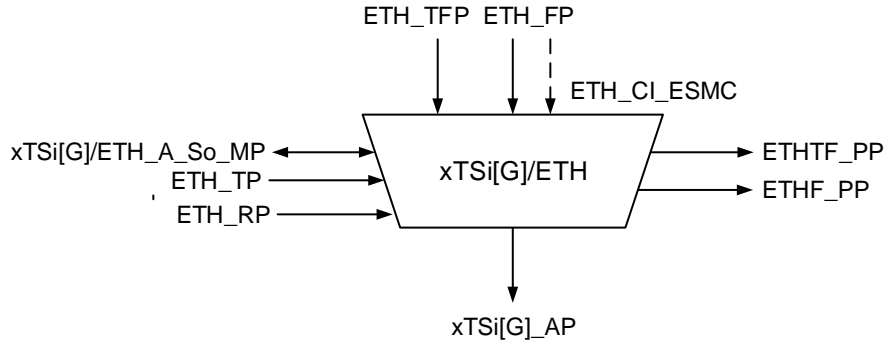 ETH_TFP ETH_FP
ETH_CI_ESMC
xTSi[G]/ETH_A_So_MP
xTSi[G]/ETH
ETHTF_PP
ETH_TP
ETHF_PP
ETH_RP
xTSi[G]_AP